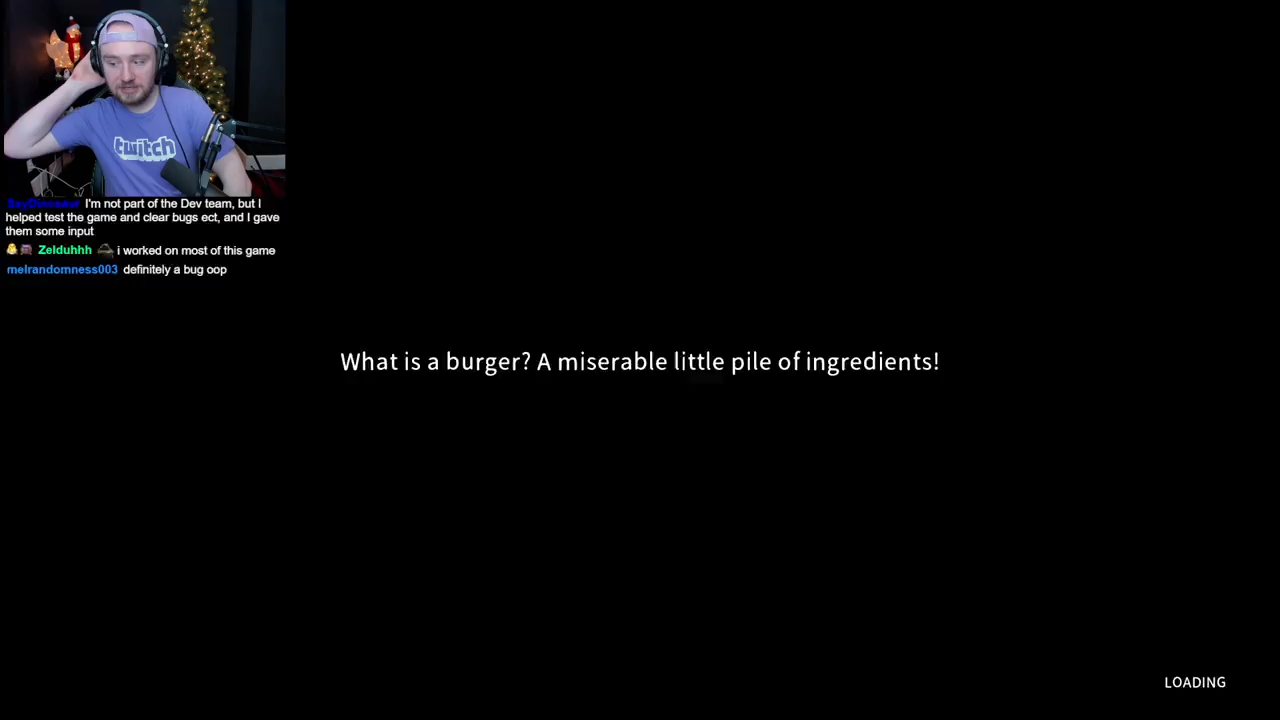 twitch
SayDinosaur I'm not part of the Dev team, but I
helped test the game and clear bugs ect, and I gave
them some input
Zelduhhh i worked on most of this game
melrandomness003 definitely a bug oop
What is a burger? A miserable little pile of ingredients!
LOADING